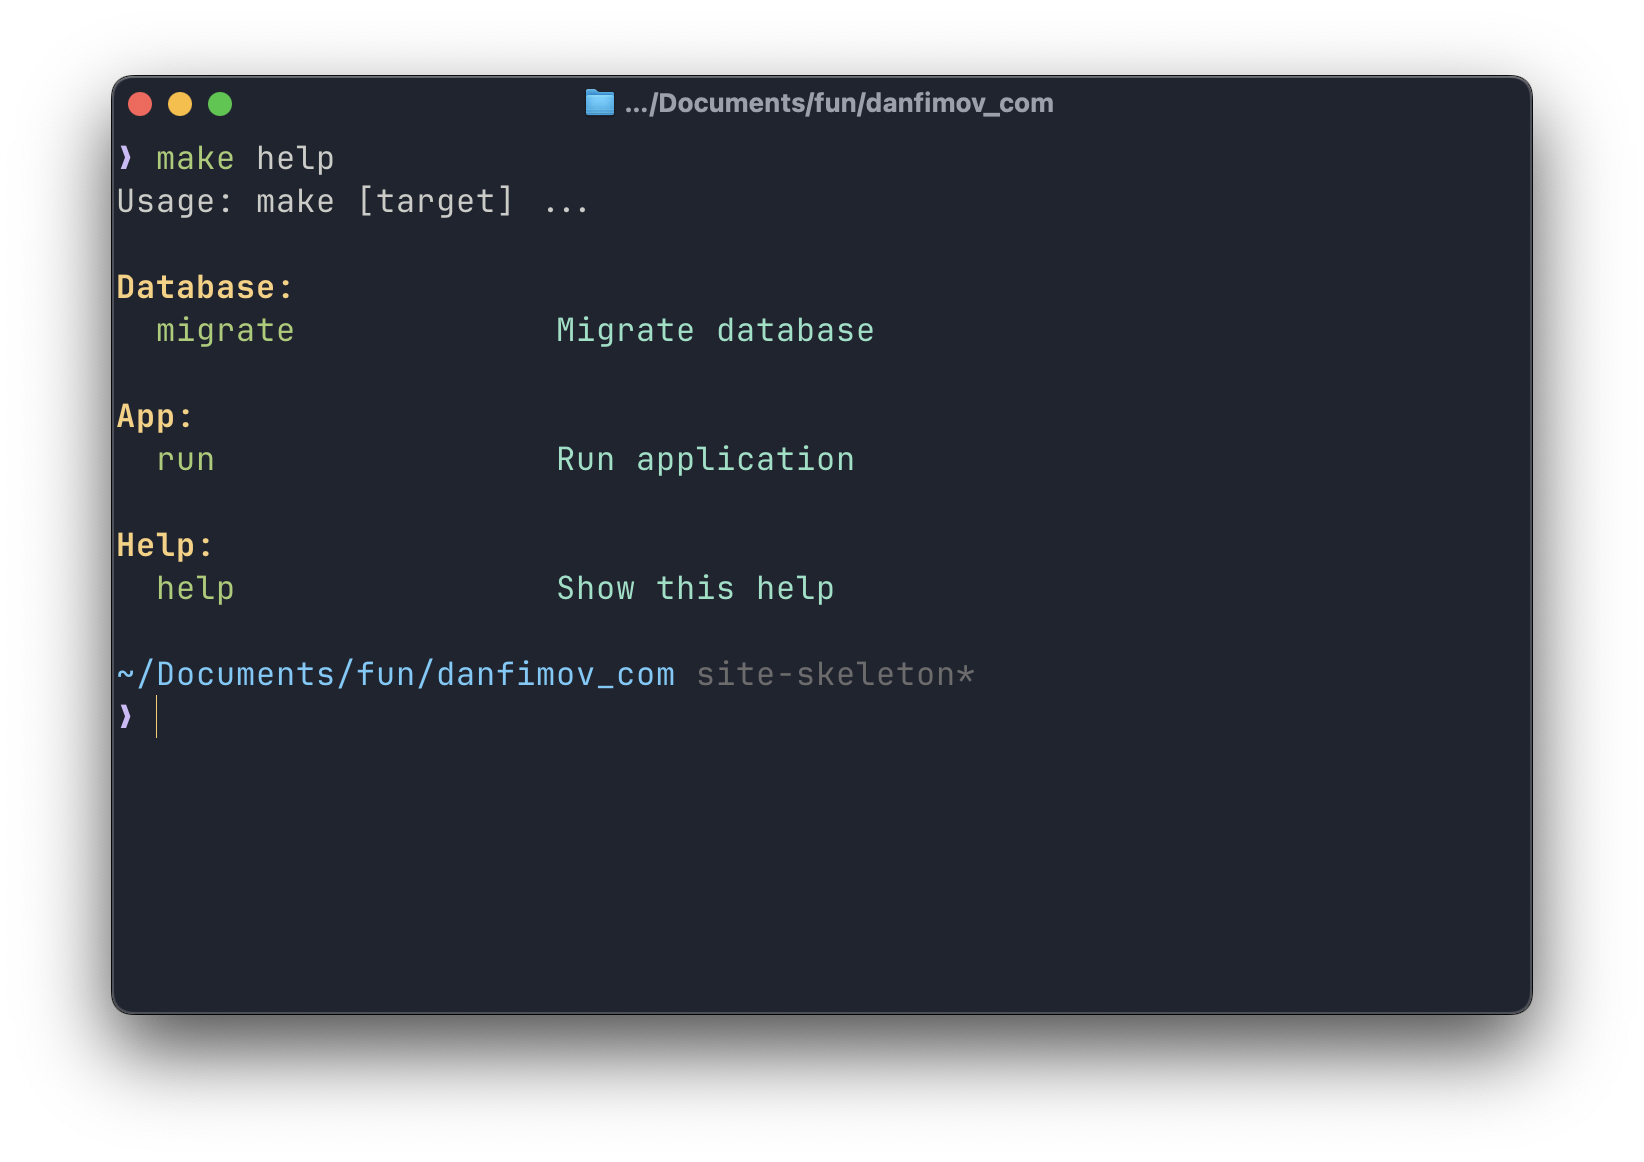 .../Documents/fun/danfimov_com
❱ make help
Usage: make [target] ...
Database:
  migrate             Migrate database
App:
  run                 Run application
Help:
  help                Show this help
~/Documents/fun/danfimov_com site-skeleton*
❱